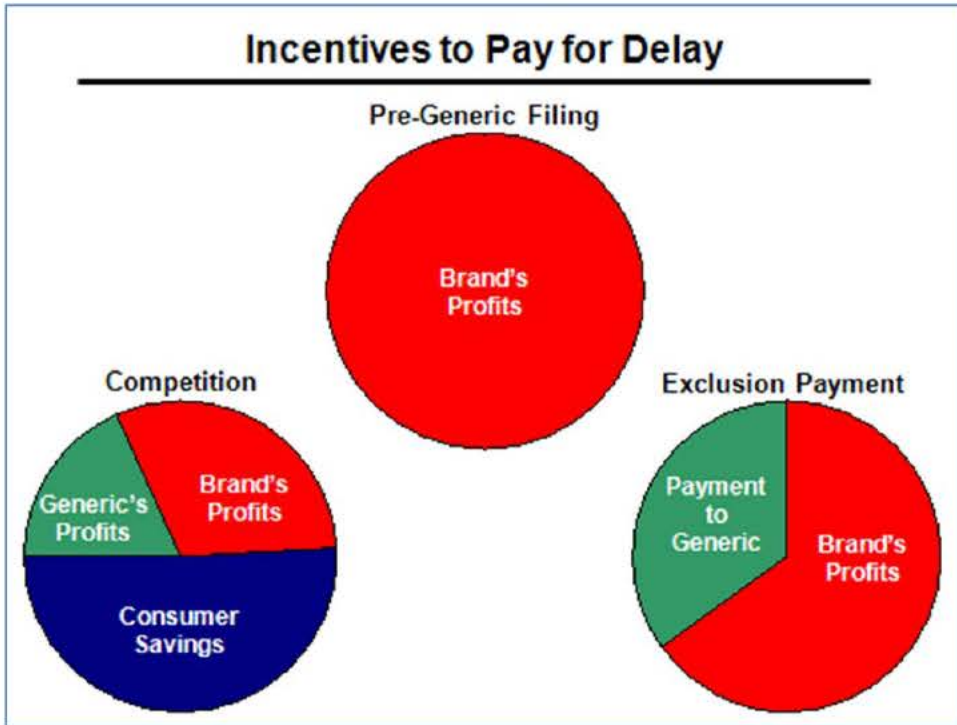 Incentives to Pay for Delay
Pre-Generic Filing
Brand's
Profits
Competition
Generic's
Profits
Brand's
Profits
Consumer
Savings
Exclusion Payment
Payment
to
Generic
Brand's
Profits